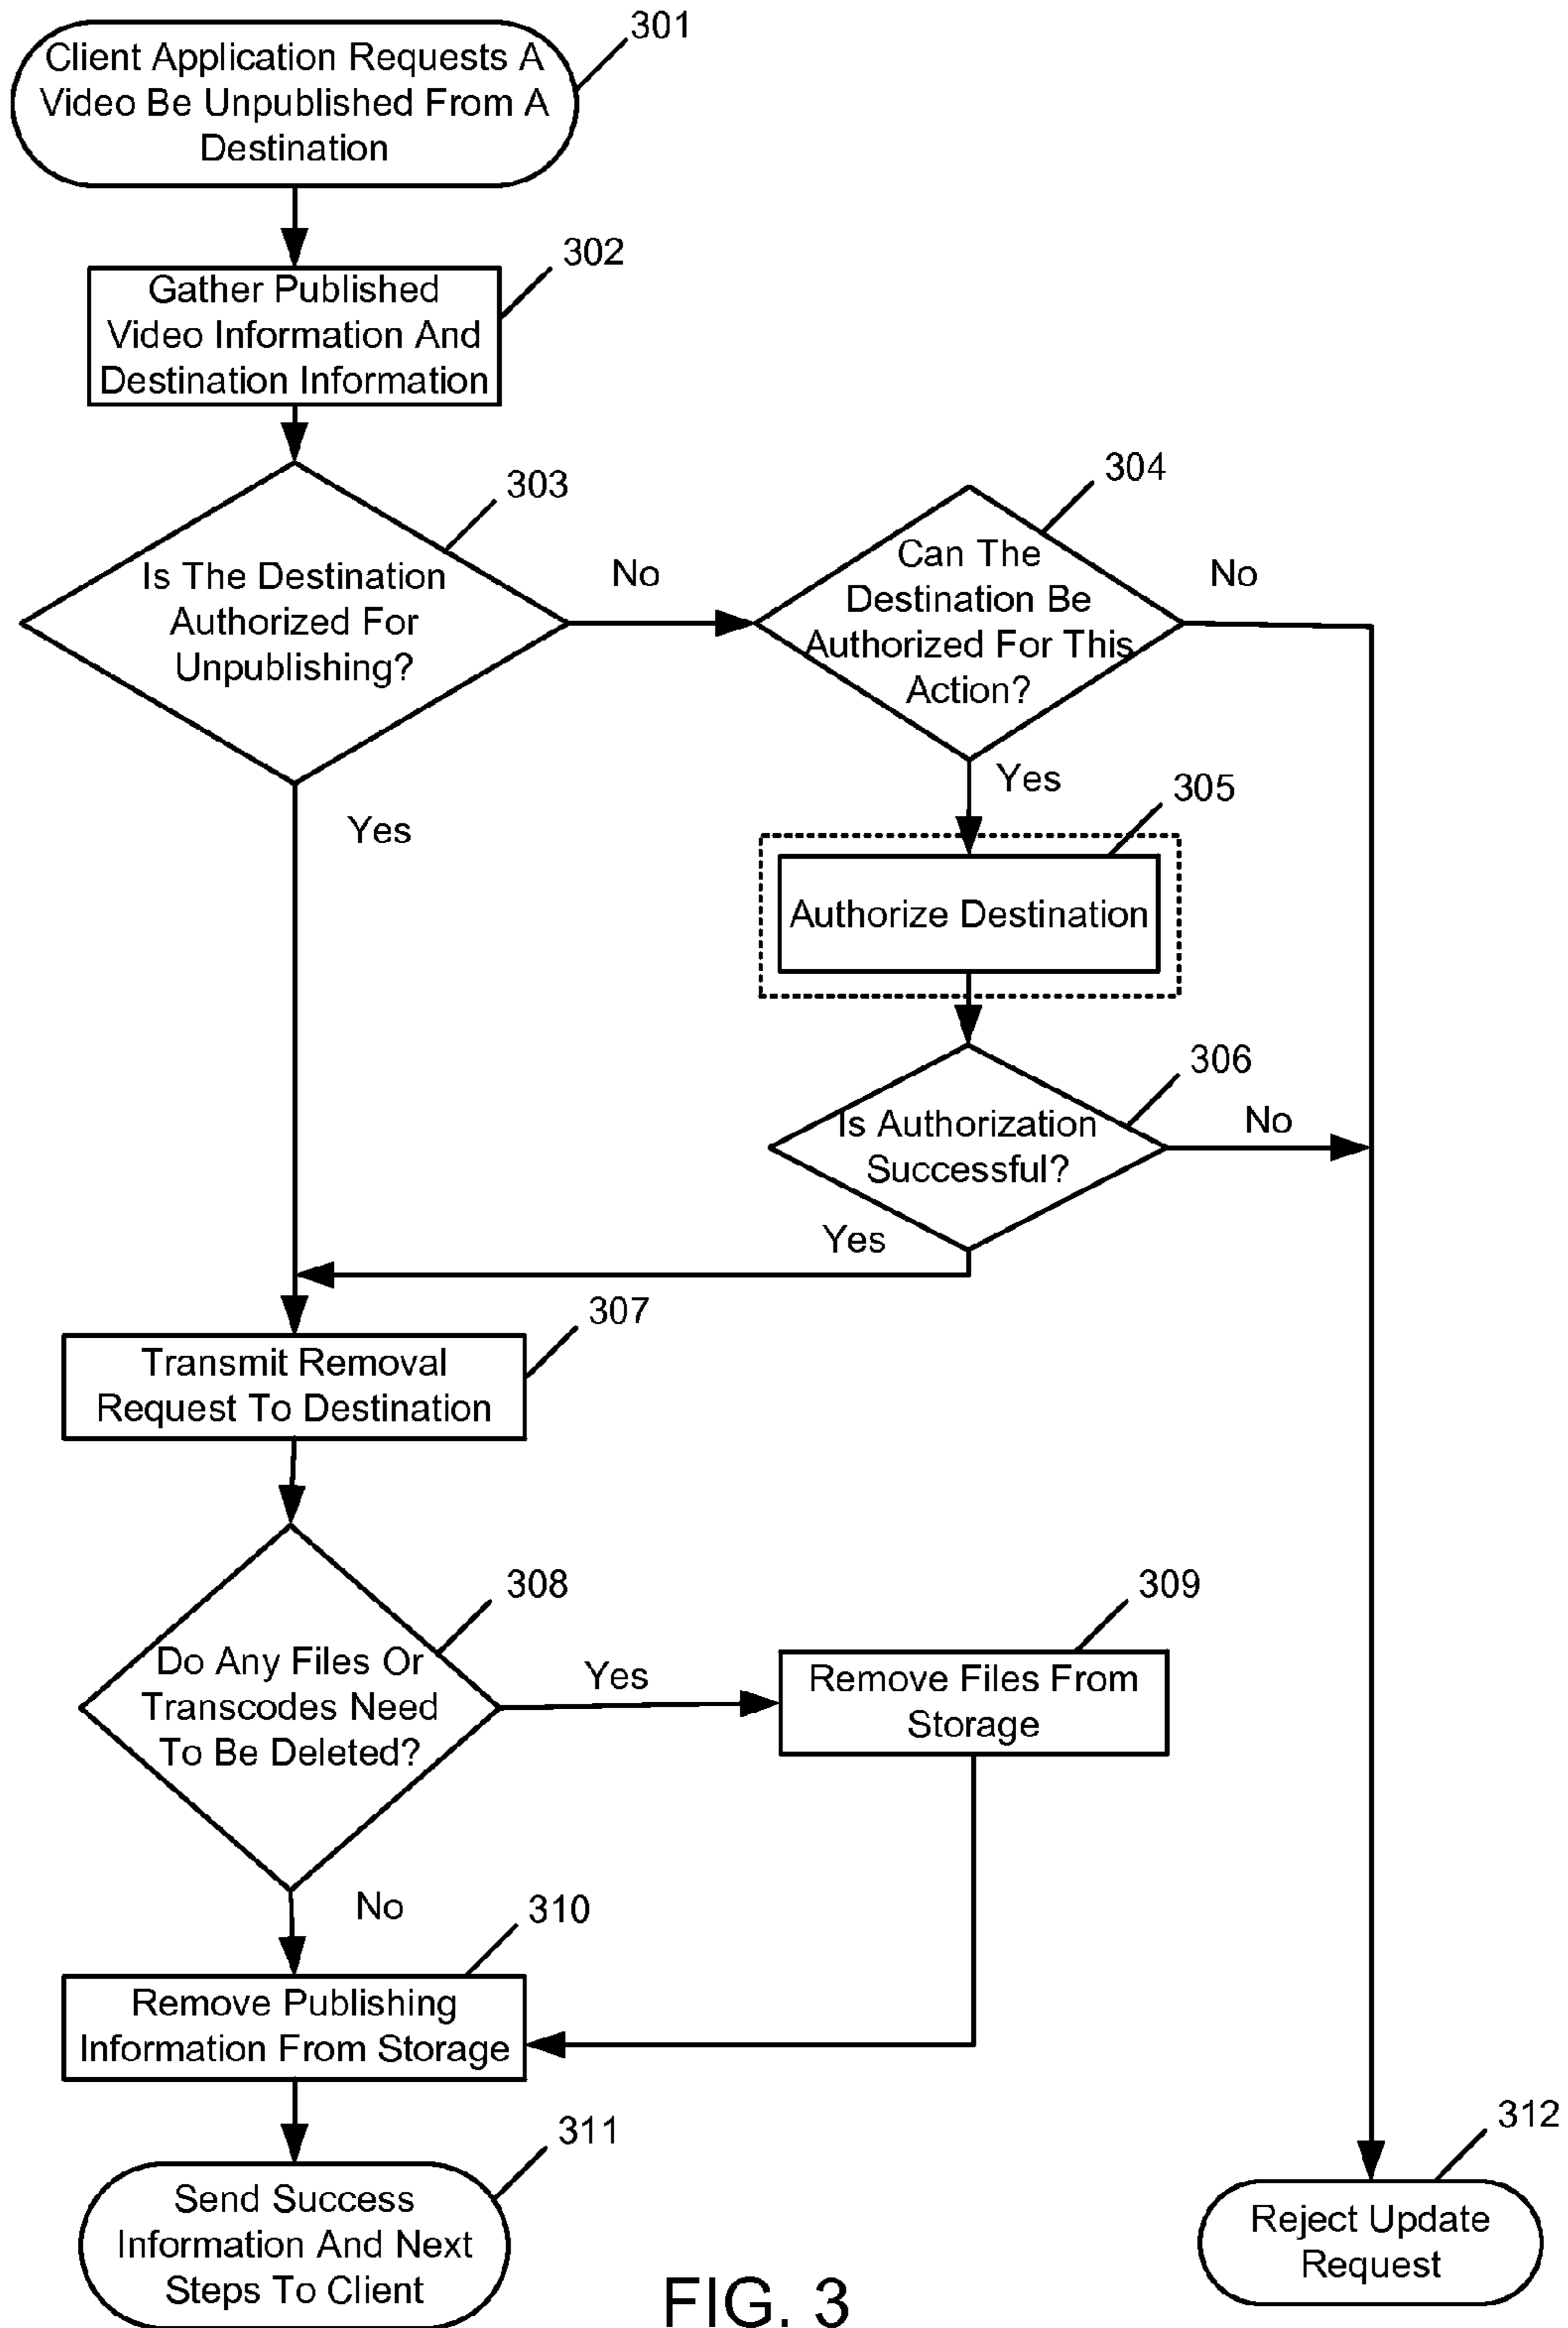 301
Client Application Requests A
Video Be Unpublished From A
Destination
302
Gather Published
Video Information And
Destination Information
303
Is The Destination
Authorized For
Unpublishing?
No
Yes
304
Can The
Destination Be
Authorized For This
Action?
No
Yes
305
Authorize Destination
306
Is Authorization
Successful?
No
Yes
307
Transmit Removal
Request To Destination
308
Do Any Files Or
Transcodes Need
To Be Deleted?
Yes
No
309
Remove Files From
Storage
310
Remove Publishing
Information From Storage
311
Send Success
Information And Next
Steps To Client
312
Reject Update
Request
FIG. 3